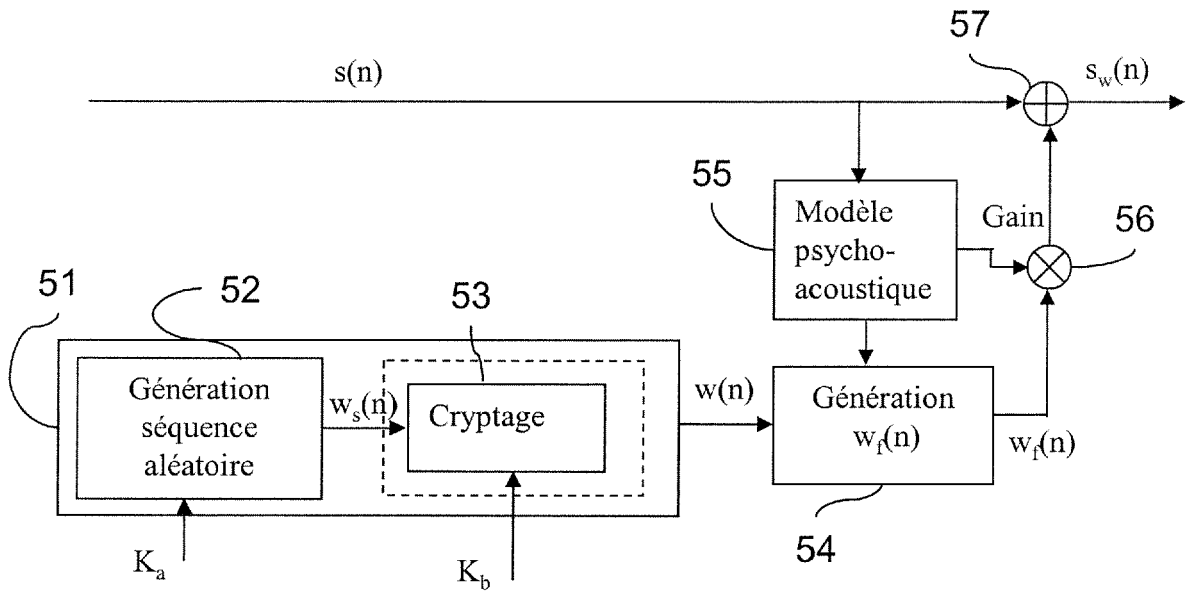 57
s(n)
s_w(n)
55
Modèle
psycho-
acoustique
Gain
56
51
52
53
Génération
séquence
aléatoire
w_s(n)
Cryptage
w(n)
Génération
w_f(n)
w_f(n)
54
K_a
K_b